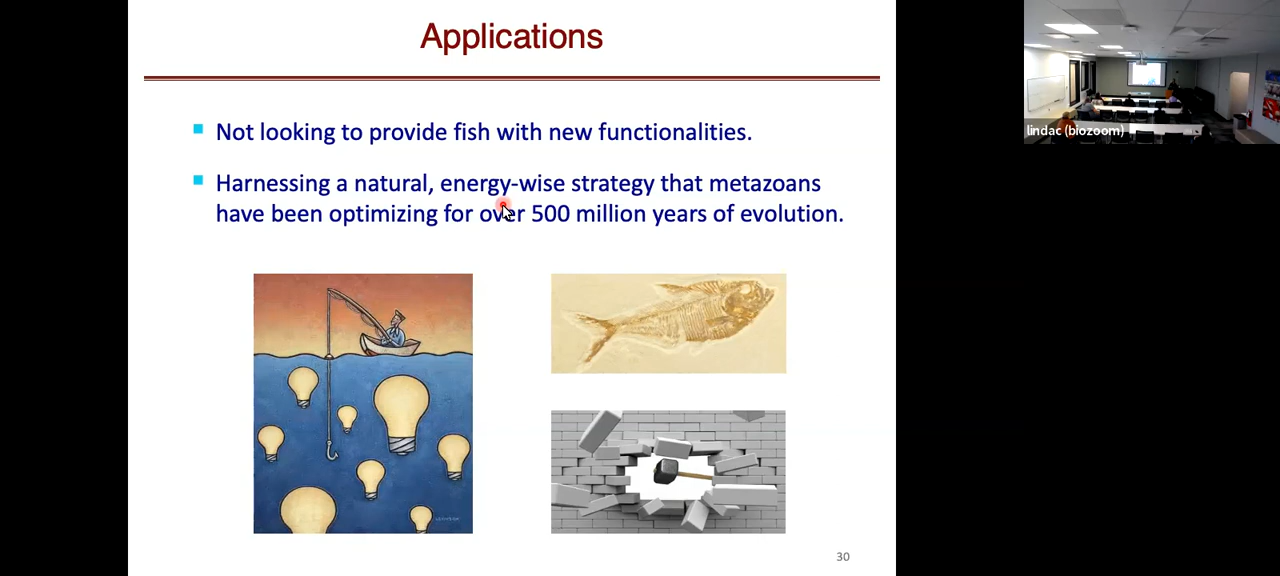 Applications
Not looking to provide fish with new functionalities.
Harnessing a natural, energy-wise strategy that metazoans
have been optimizing for over 500 million years of evolution.
30
lindac (biozoom)